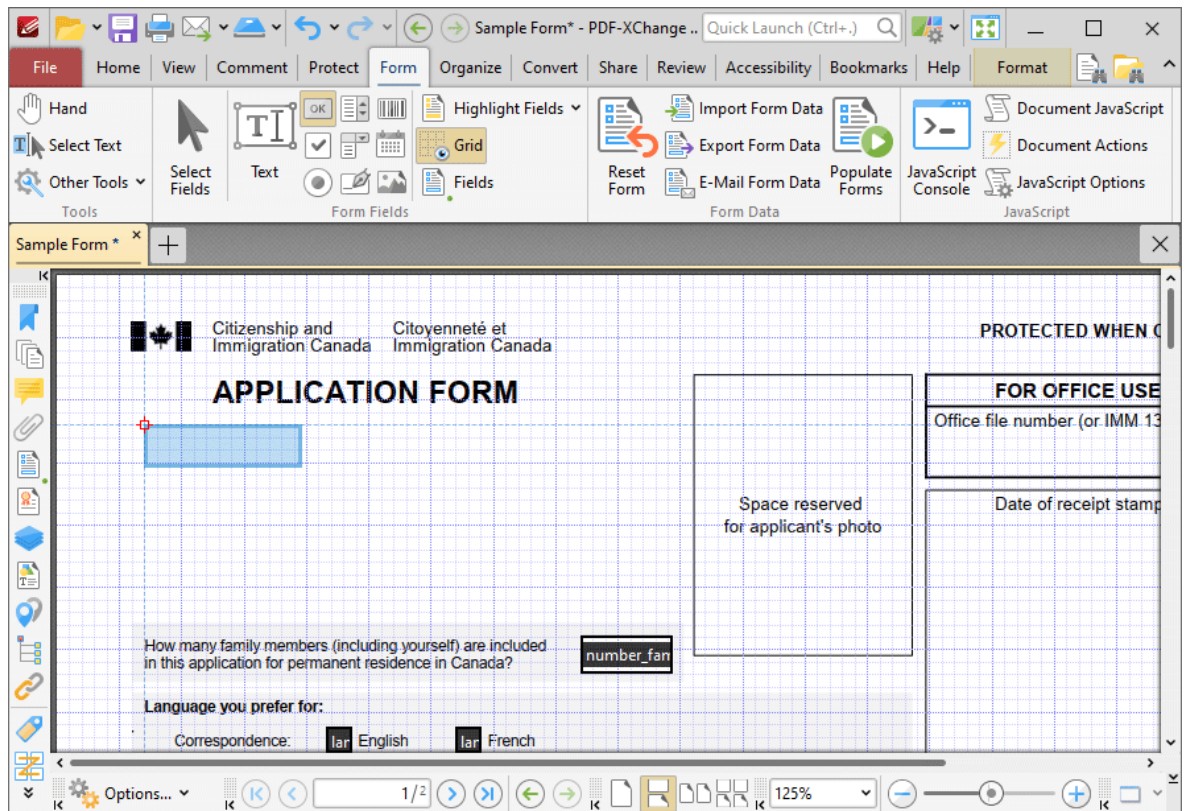 Sample Form* - PDF-XChange .. Quick Launch (Ctrl+.)
File Home View Comment Protect Form Organize Convert Share Review Accessibility Bookmarks Help Format
Hand
Select Text
Other Tools
Tools
Select Fields
Text
OK
Highlight Fields
Grid
Fields
Form Fields
Reset Form
Import Form Data
Export Form Data
E-Mail Form Data
Populate Forms
Form Data
JavaScript Console
Document JavaScript
Document Actions
JavaScript Options
JavaScript
Sample Form *
Citizenship and Immigration Canada
Citoyenneté et Immigration Canada
PROTECTED WHEN
APPLICATION FORM
FOR OFFICE USE
Office file number (or IMM 13
Space reserved
for applicant's photo
Date of receipt stamp
How many family members (including yourself) are included
in this application for permanent residence in Canada?
number_fam
Language you prefer for:
Correspondence: lar English lar French
Options... 1/2 125%